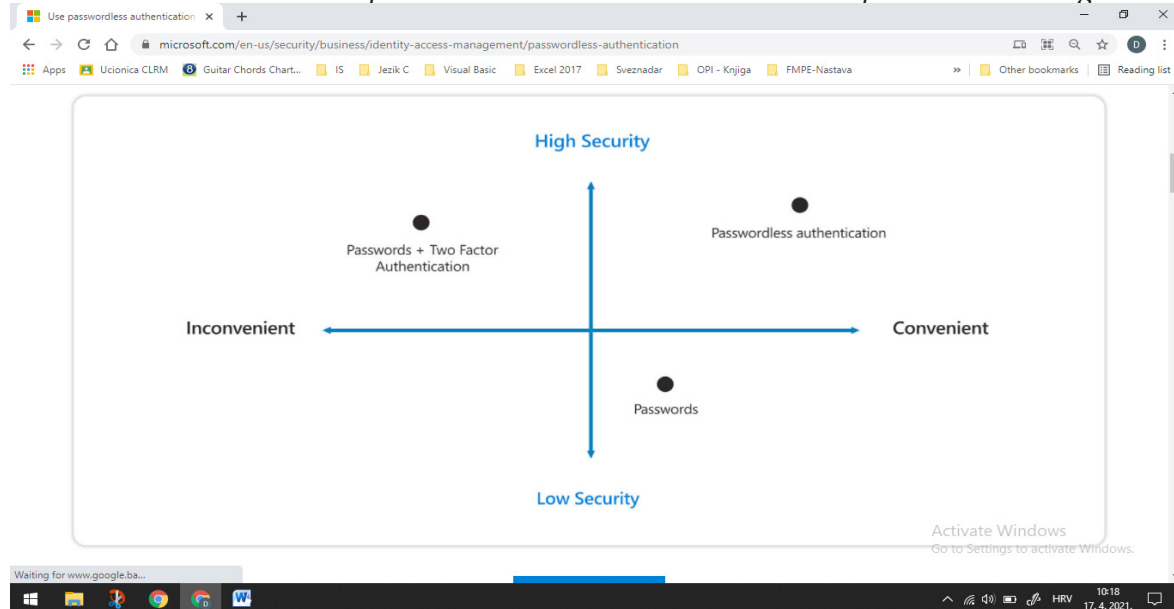 Use passwordless authentication
microsoft.com/en-us/security/business/identity-access-management/passwordless-authentication
D
Apps
Ucionica CLRM
8 Guitar Chords Chart...
IS
Jezik C
Visual Basic
Excel 2017
Sveznadar
OPI - Knjiga
FMPE-Nastava
»
Other bookmarks
Reading list
High Security
Passwordless authentication
Passwords + Two Factor
Authentication
Inconvenient
Convenient
Passwords
Low Security
Activate Windows
Go to Settings to activate Windows.
Waiting for www.google.ba...
HRV
10:18
17. 4. 2021.